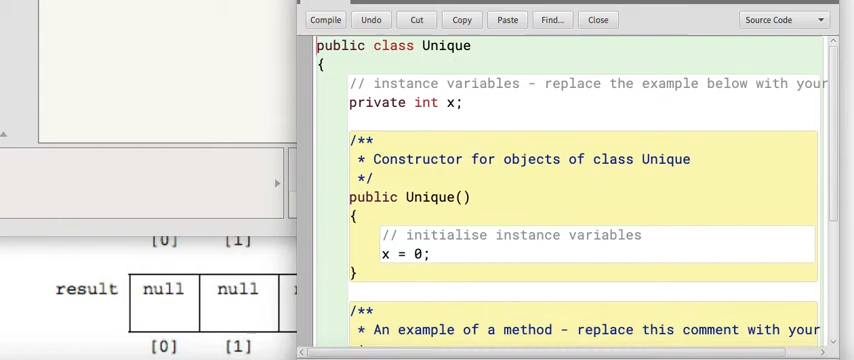 Compile Undo Cut Copy Paste Find... Close Source Code
public class Unique
{
// instance variables - replace the example below with your
private int x;
/**
* Constructor for objects of class Unique
*/
public Unique()
{
// initialise instance variables
x = 0;
}
/**
* An example of a method - replace this comment with your
[0] [1]
result null null
[0] [1]